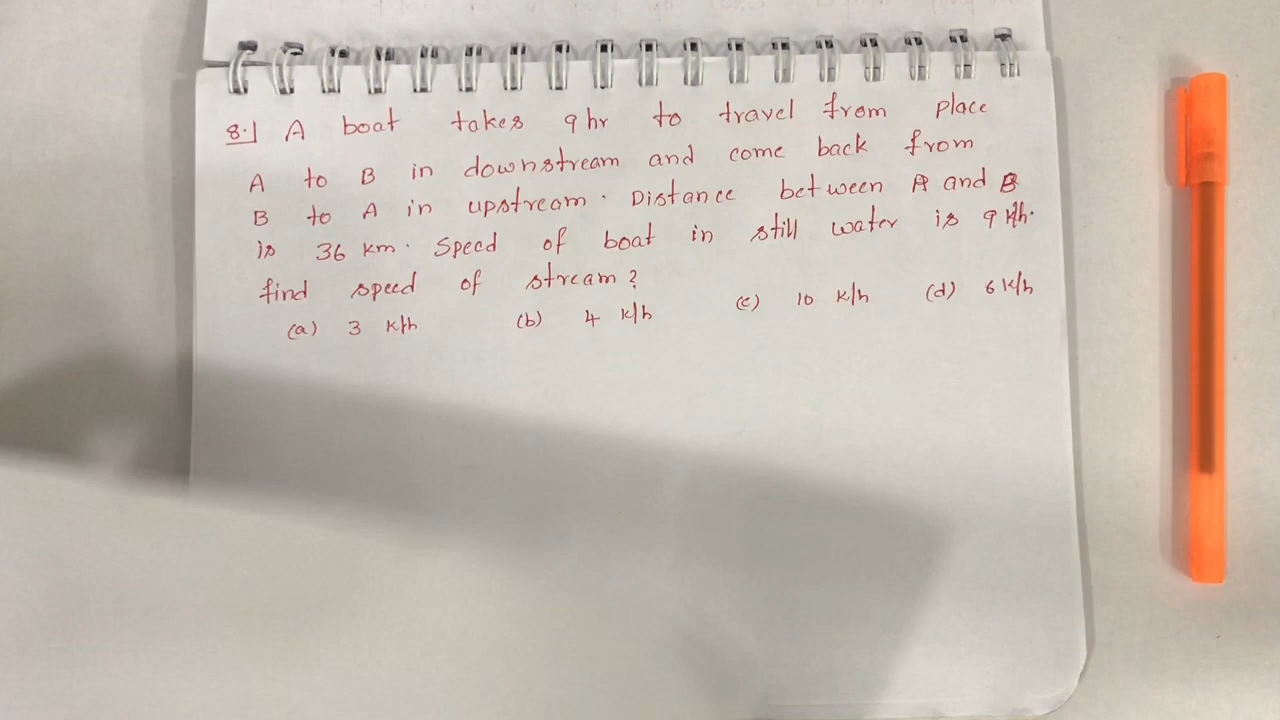 8.| A boat takes 9 hr to travel from place
A to B in downstream and come back from
B to A in upstream. Distance between A and B
is 36 km. Speed of boat in still water is 9 k/h.
find speed of stream?
(a) 3 k/h (b) 4 k/h (c) 10 k/h (d) 6 k/h